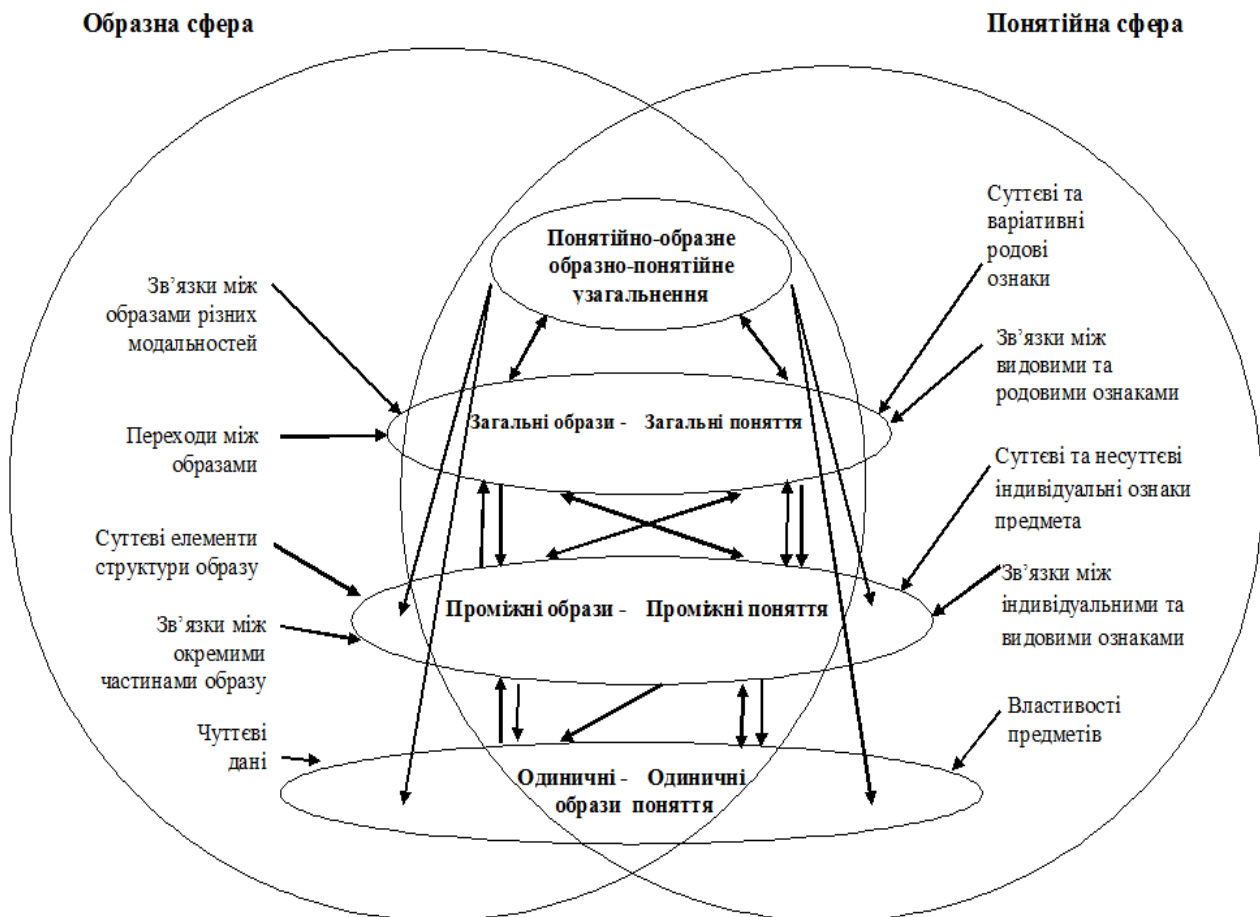 Образна сфера
Понятійна сфера
Понятійно-образне
образно-понятійне
узагальнення
Суттєві та
варіативні
родові
ознаки
Зв’язки між
образами різних
модальностей
Зв’язки між
видовими та
родовими ознаками
Загальні образи - Загальні поняття
Переходи між
образами
Суттєві та несуттєві
індивідуальні ознаки
предмета
Суттєві елементи
структури образу
Проміжні образи - Проміжні поняття
Зв’язки між
індивідуальними та
видовими ознаками
Зв’язки між
окремими
частинами образу
Чуттєві
дані
Властивості
предметів
Одиничні - Одиничні
образи поняття